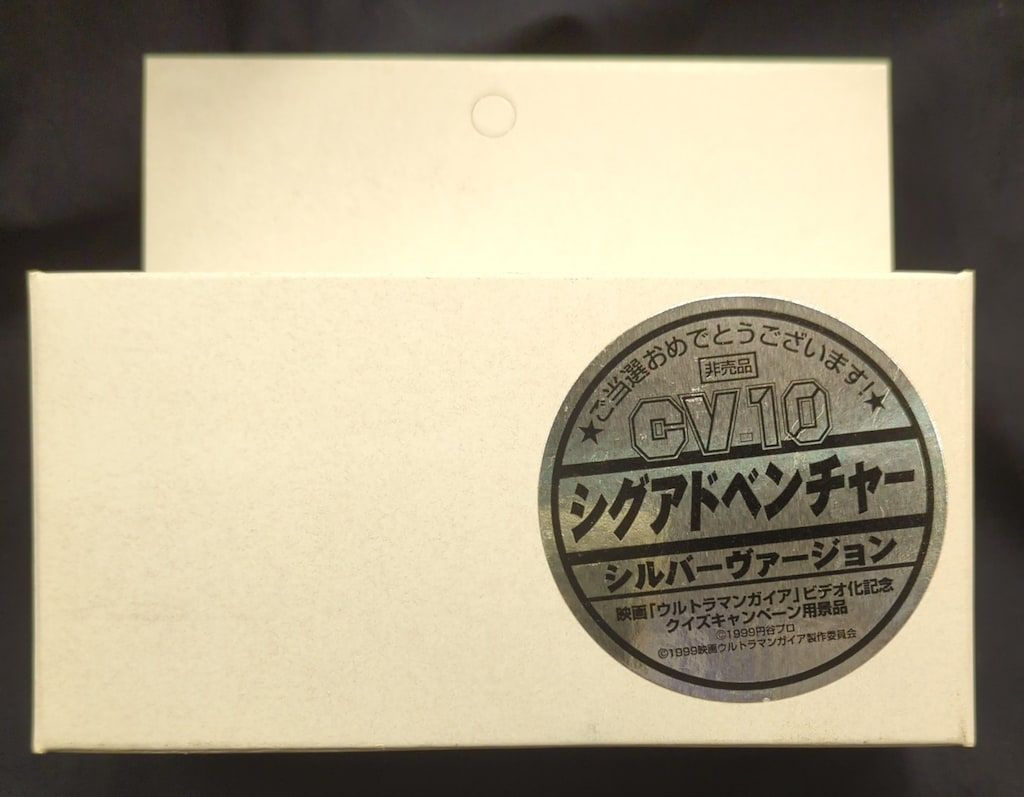 ★ご当選おめでとうございます!★
非売品
CV.10
シグアドベンチャー
シルバーヴァージョン
映画「ウルトラマンガイア」ビデオ化記念
クイズキャンペーン用景品
©1999円谷プロ
©1999映画ウルトラマンガイア製作委員会